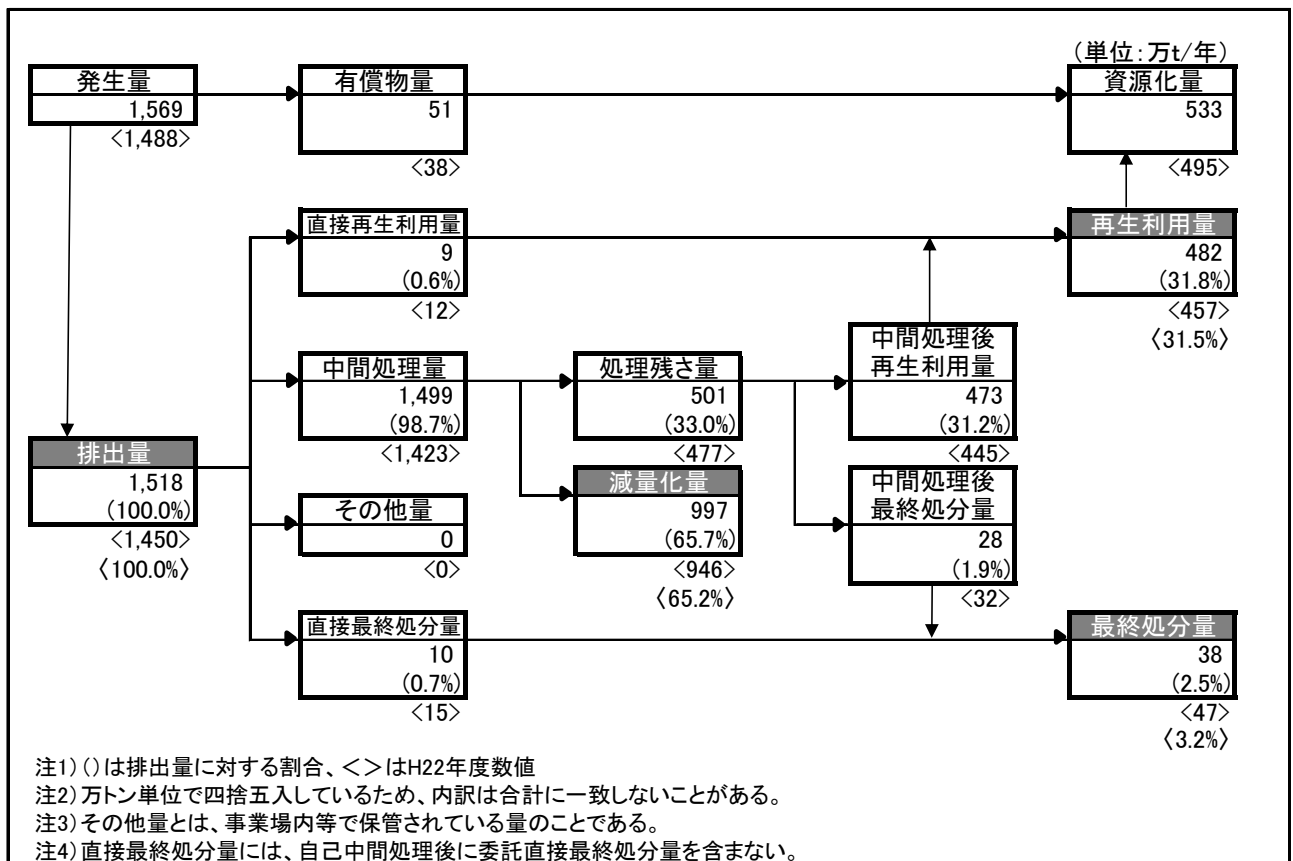 (単位:万t/年)
発生量
1,569
<1,488>
有償物量
51
<38>
資源化量
533
<495>
直接再生利用量
9
(0.6%)
<12>
再生利用量
482
(31.8%)
<457>
〈31.5%〉
中間処理量
1,499
(98.7%)
<1,423>
処理残さ量
501
(33.0%)
<477>
中間処理後
再生利用量
473
(31.2%)
<445>
排出量
1,518
(100.0%)
<1,450>
〈100.0%〉
減量化量
997
(65.7%)
<946>
〈65.2%〉
中間処理後
最終処分量
28
(1.9%)
<32>
その他量
0
<0>
直接最終処分量
10
(0.7%)
<15>
最終処分量
38
(2.5%)
<47>
〈3.2%〉
注1)()は排出量に対する割合、<>はH22年度数値
注2)万トン単位で四捨五入しているため、内訳は合計に一致しないことがある。
注3)その他量とは、事業場内等で保管されている量のことである。
注4)直接最終処分量には、自己中間処理後に委託直接最終処分量を含まない。